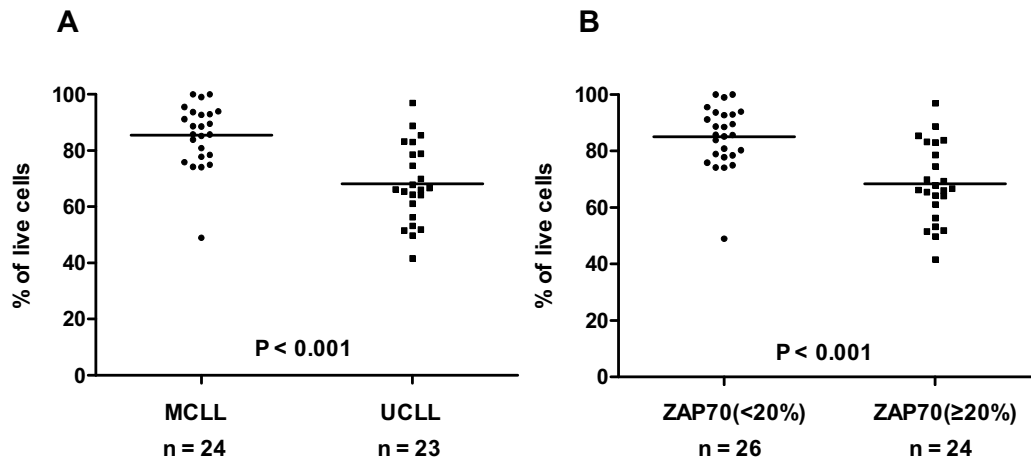 A
% of live cells
100
80
60
40
20
0
P < 0.001
MCLL
UCLL
n = 24
n = 23
B
% of live cells
100
80
60
40
20
0
P < 0.001
ZAP70(<20%)
ZAP70(≥20%)
n = 26
n = 24